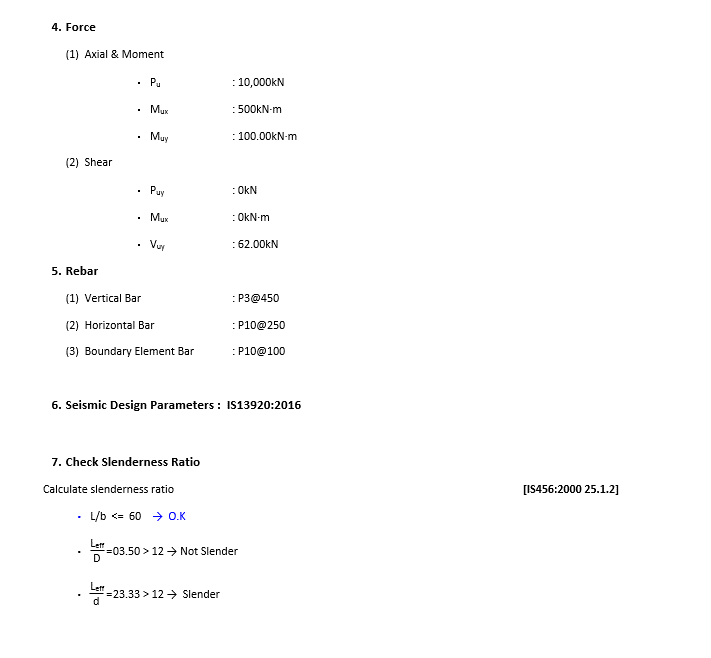 4. Force
(1) Axial & Moment
· Pu : 10,000kN
· Mux : 500kN·m
· Muy : 100.00kN·m
(2) Shear
· Puy : 0kN
· Mux : 0kN·m
· Vuy : 62.00kN
5. Rebar
(1) Vertical Bar : P3@450
(2) Horizontal Bar : P10@250
(3) Boundary Element Bar : P10@100
6. Seismic Design Parameters : IS13920:2016
7. Check Slenderness Ratio
Calculate slenderness ratio [IS456:2000 25.1.2]
· L/b <= 60 → O.K
· Leff/D =03.50 > 12 → Not Slender
· Leff/d =23.33 > 12 → Slender